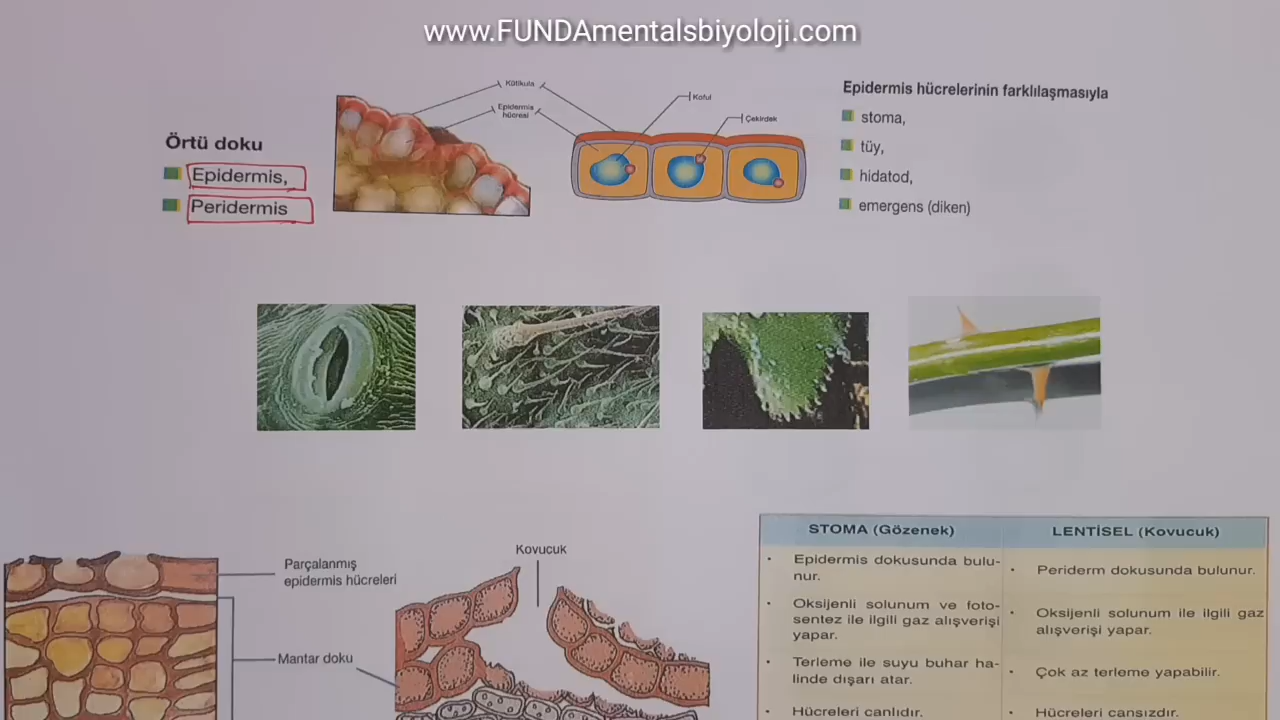 www.FUNDAmentalsbiyoloji.com
Örtü doku
Epidermis,
Peridermis
Kütikula
Epidermis
hücresi
Koful
Çekirdek
Epidermis hücrelerinin farklılaşmasıyla
stoma,
tüy,
hidatod,
emergens (diken)
Parçalanmış
epidermis hücreleri
Mantar doku
Kovucuk
STOMA (Gözenek)
• Epidermis dokusunda bulu-
nur.
• Oksijenli solunum ve foto-
sentez ile ilgili gaz alışverişi
yapar.
• Terleme ile suyu buhar ha-
linde dışarı atar.
• Hücreleri canlıdır.
LENTİSEL (Kovucuk)
• Periderm dokusunda bulunur.
• Oksijenli solunum ile ilgili gaz
alışverişi yapar.
• Çok az terleme yapabilir.
• Hücreleri cansızdır.